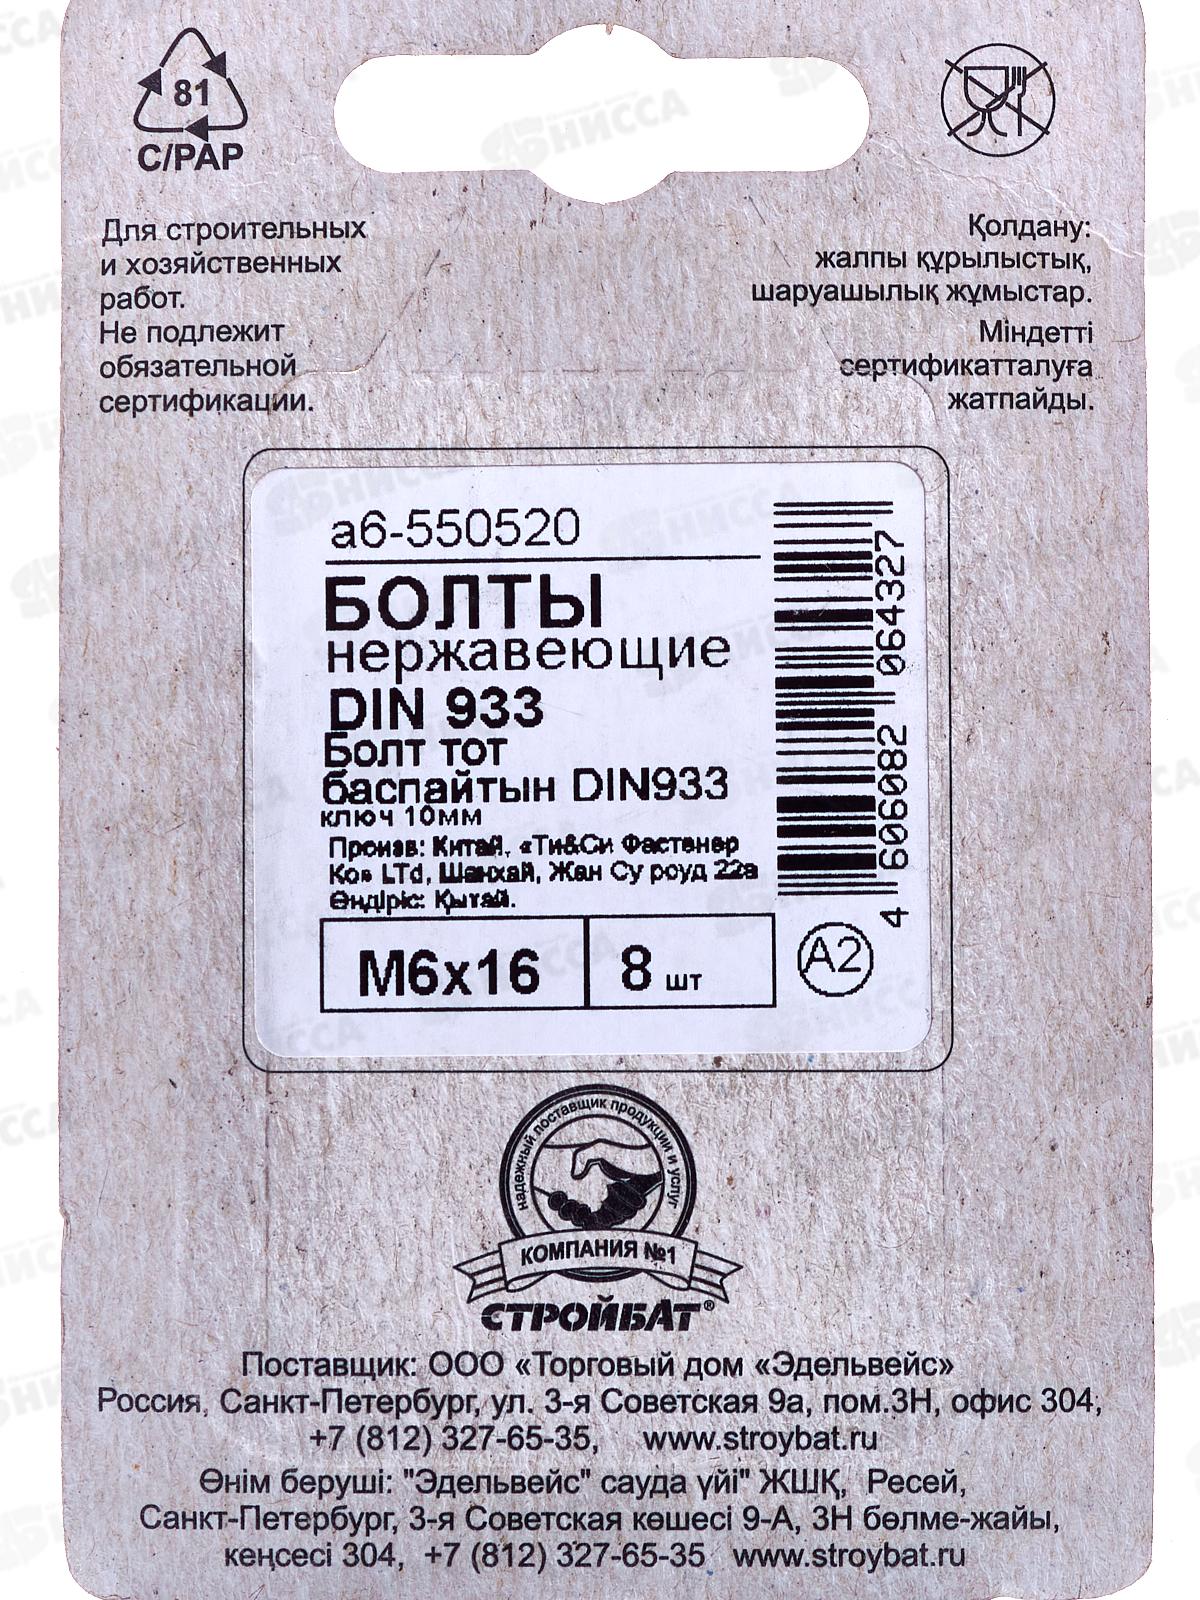 81
C/PAP
Для строительных
и хозяйственных
работ.
Не подлежит
обязательной
сертификации.
Қолдану:
жалпы құрылыстық,
шаруашылық жұмыстар.
Міндетті
сертификатталуға
жатпайды.
а6-550520
БОЛТЫ
нержавеющие
DIN 933
Болт тот
баспайтын DIN933
ключ 10мм
Произв: Китай, «Ти&Си Фастенер
Ко» LTd, Шанхай, Жан Су роуд 22а
Өндіріс: Қытай.
М6х16
8 шт
4 606082 064327
A2
надежный поставщик продукции и услуг
КОМПАНИЯ №1
СТРОЙБАТ®
Поставщик: ООО «Торговый дом «Эдельвейс»
Россия, Санкт-Петербург, ул. 3-я Советская 9а, пом.3Н, офис 304,
+7 (812) 327-65-35, www.stroybat.ru
Өнім беруші: "Эдельвейс" сауда үйі" ЖШҚ, Ресей,
Санкт-Петербург, 3-я Советская көшесі 9-А, 3Н бөлме-жайы,
кеңсесі 304, +7 (812) 327-65-35 www.stroybat.ru
БНИССА